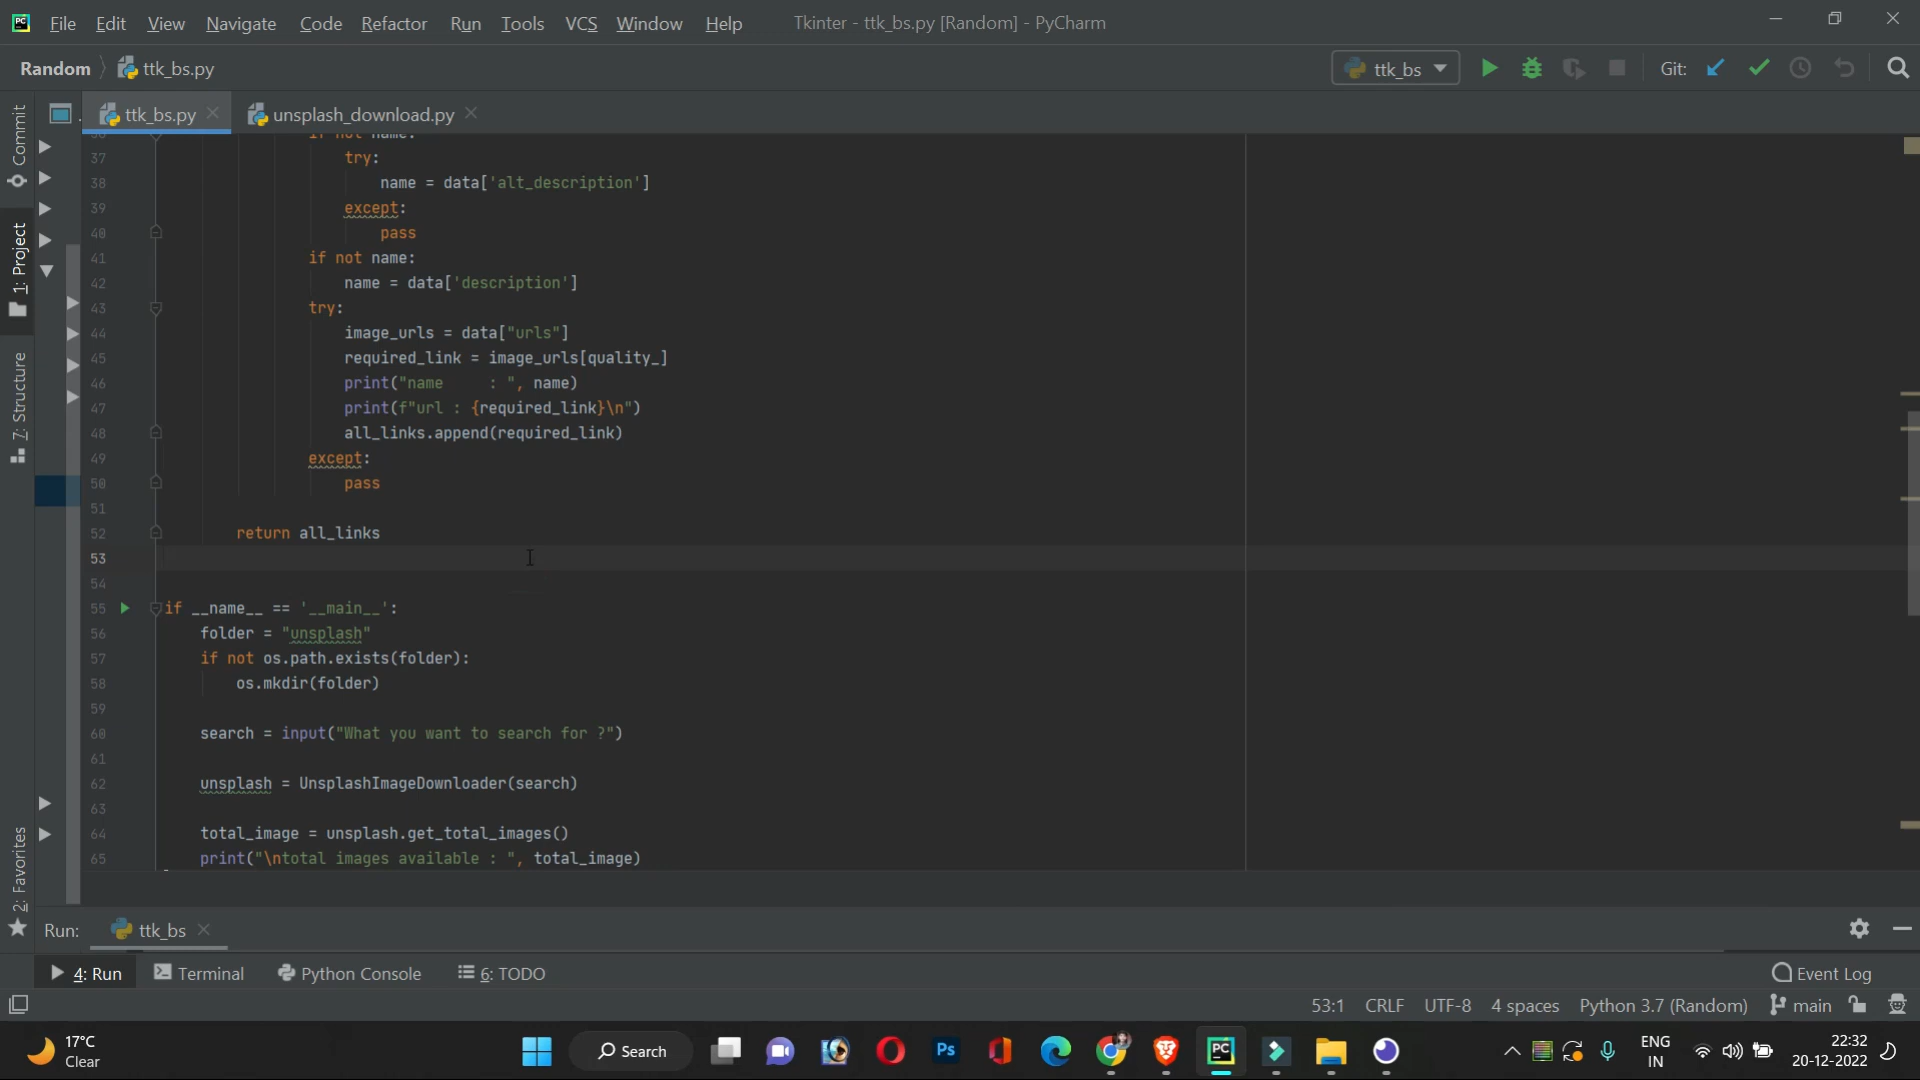 File Edit View Navigate Code Refactor Run Tools VCS Window Help Tkinter - ttk_bs.py [Random] - PyCharm
Random ttk_bs.py ttk_bs Git:
ttk_bs.py unsplash_download.py
Commit
1: Project
7: Structure
2: Favorites
36 if not name:
37 try:
38 name = data['alt_description']
39 except:
40 pass
41 if not name:
42 name = data['description']
43 try:
44 image_urls = data["urls"]
45 required_link = image_urls[quality_]
46 print("name     : ", name)
47 print(f"url : {required_link}\n")
48 all_links.append(required_link)
49 except:
50 pass
51
52 return all_links
53
54
55 if __name__ == '__main__':
56 folder = "unsplash"
57 if not os.path.exists(folder):
58 os.mkdir(folder)
59
60 search = input("What you want to search for ?")
61
62 unsplash = UnsplashImageDownloader(search)
63
64 total_image = unsplash.get_total_images()
65 print("\ntotal images available : ", total_image)
Run: ttk_bs
4: Run Terminal Python Console 6: TODO Event Log
53:1 CRLF UTF-8 4 spaces Python 3.7 (Random) main
17°C
Clear
Search
Ps
PC
ENG
IN
22:32
20-12-2022